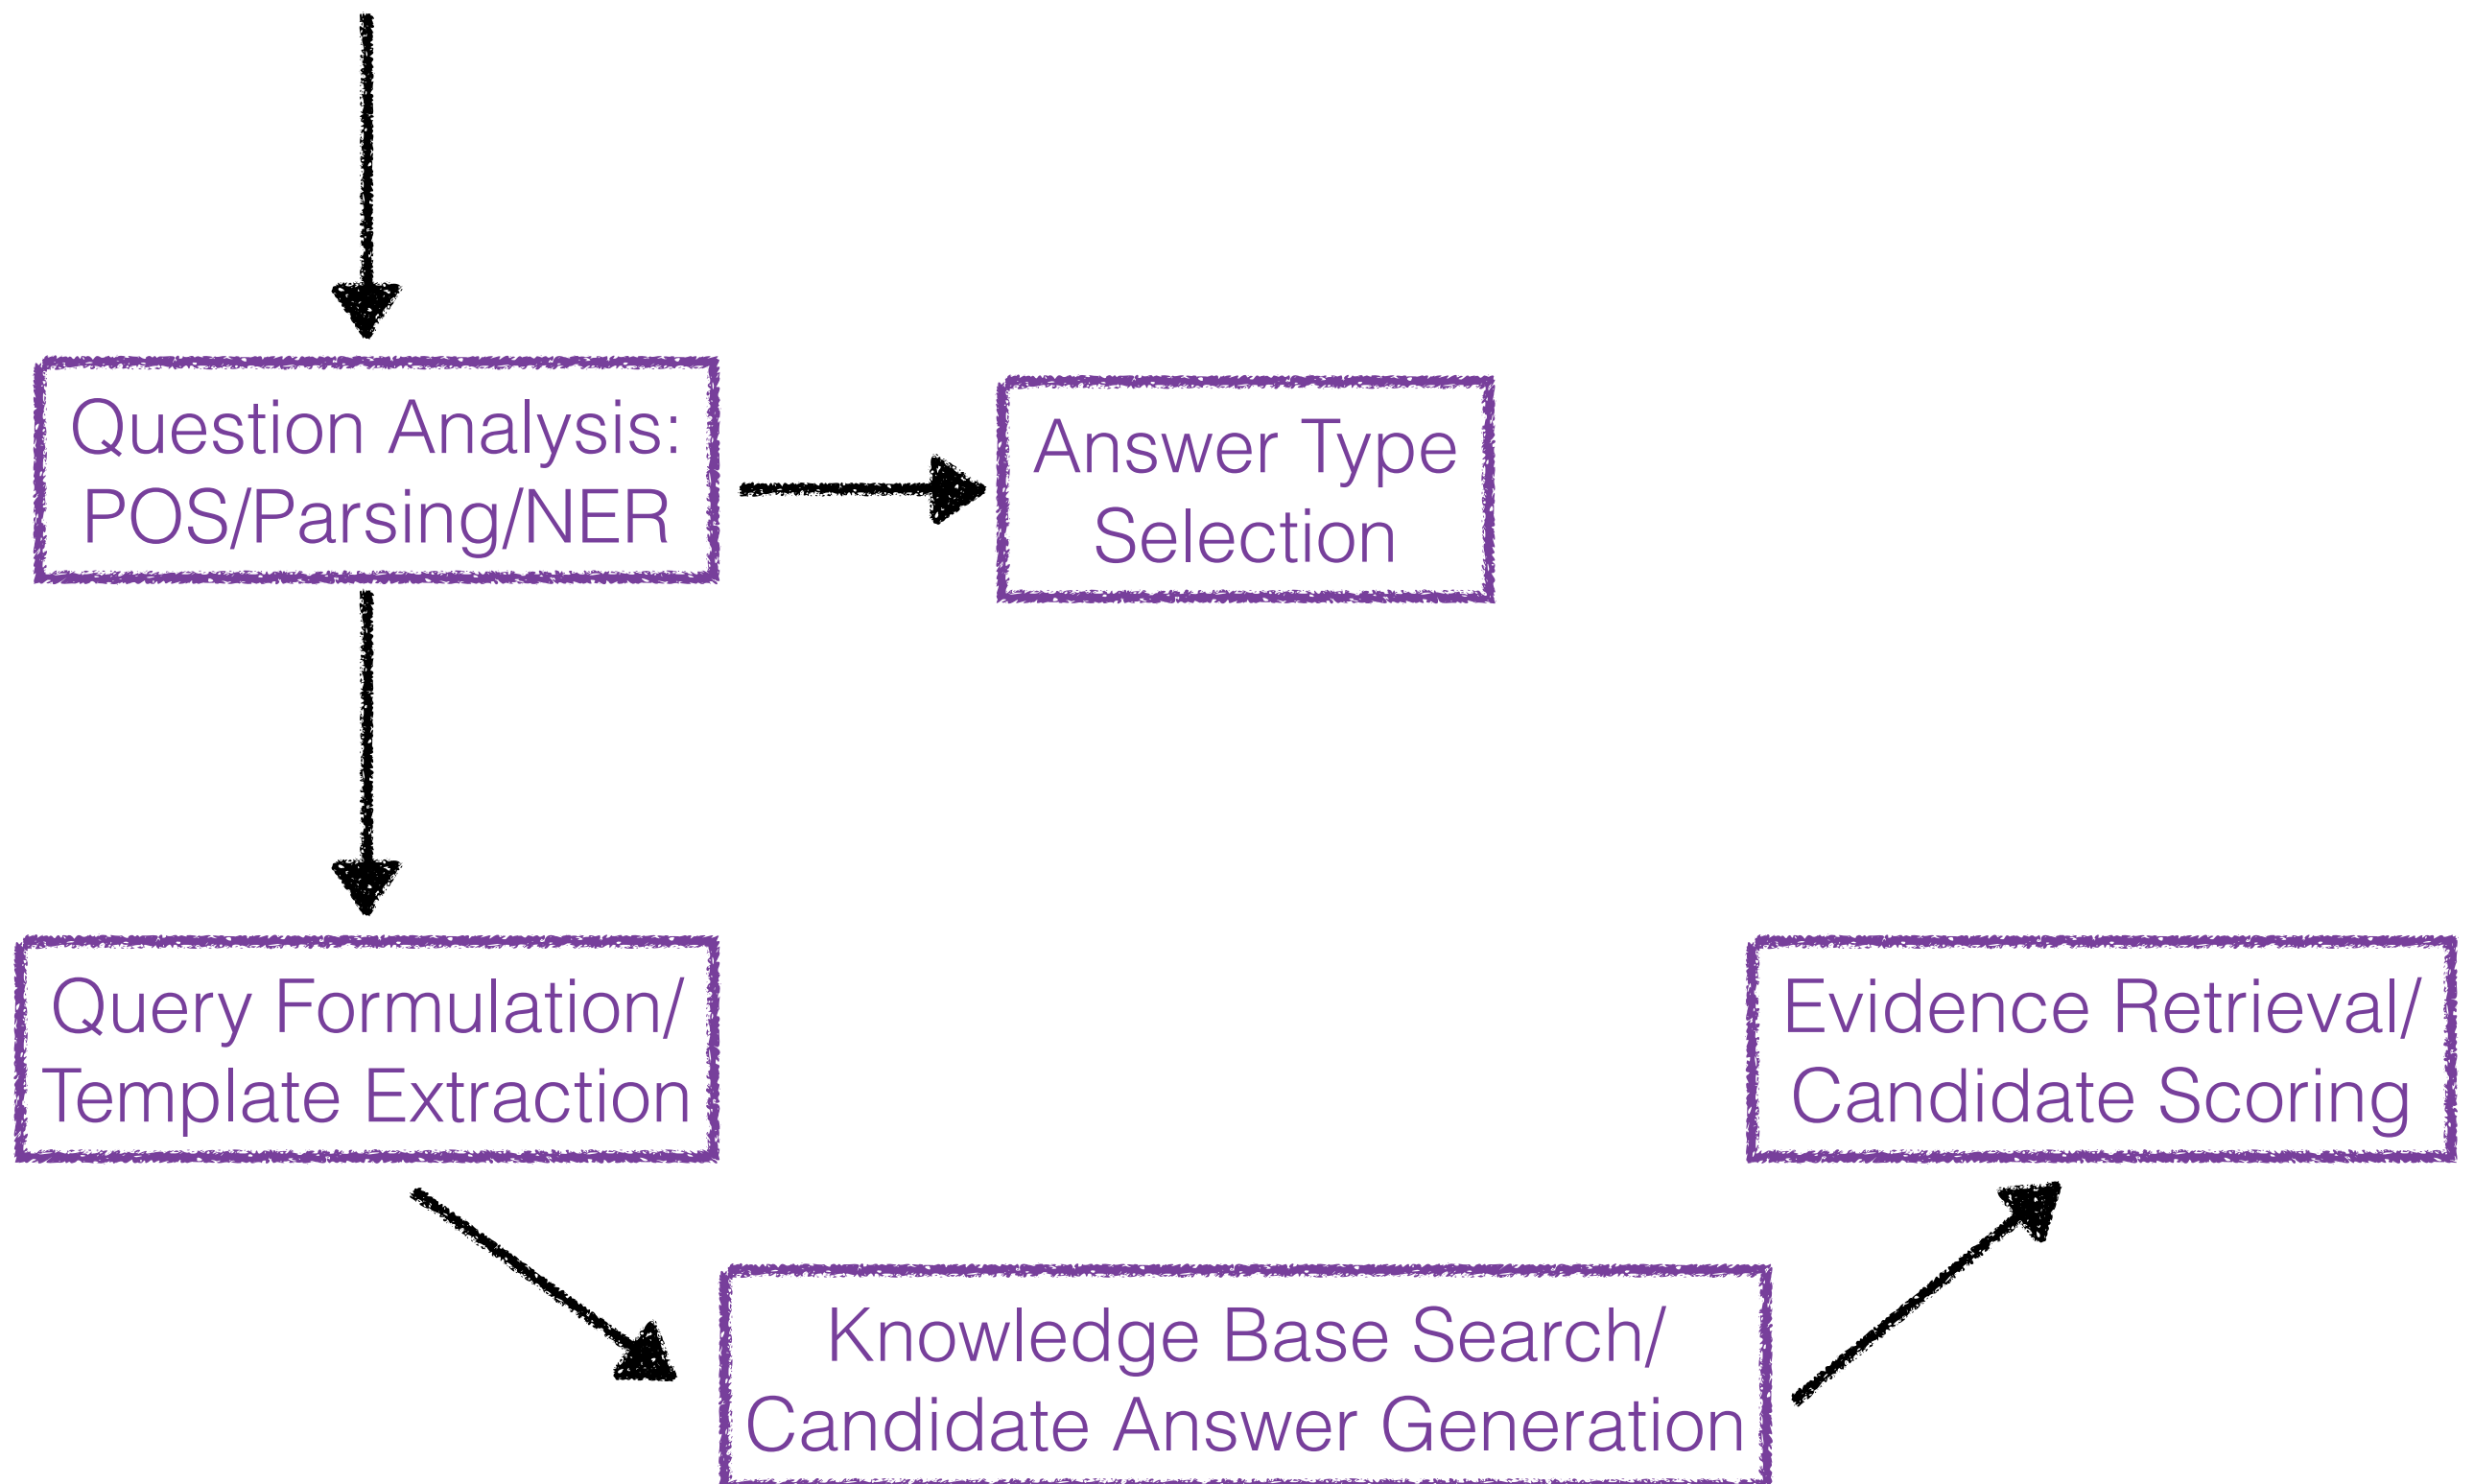 Question Analysis:
POS/Parsing/NER
Answer Type
Selection
Query Formulation/
Template Extraction
Evidence Retrieval/
Candidate Scoring
Knowledge Base Search/
Candidate Answer Generation